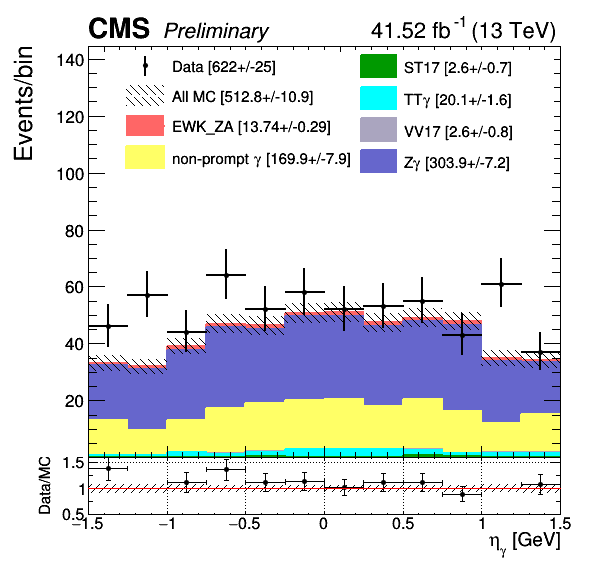 CMS Preliminary 41.52 fb⁻¹ (13 TeV)
Events/bin
Data [622+/-25]
All MC [512.8+/-10.9]
EWK_ZA [13.74+/-0.29]
non-prompt γ [169.9+/-7.9]
ST17 [2.6+/-0.7]
TTγ [20.1+/-1.6]
VV17 [2.6+/-0.8]
Zγ [303.9+/-7.2]
140
120
100
80
60
40
20
Data/MC
1.5
1
0.5
−1.5 −1 −0.5 0 0.5 1 1.5
ηγ [GeV]